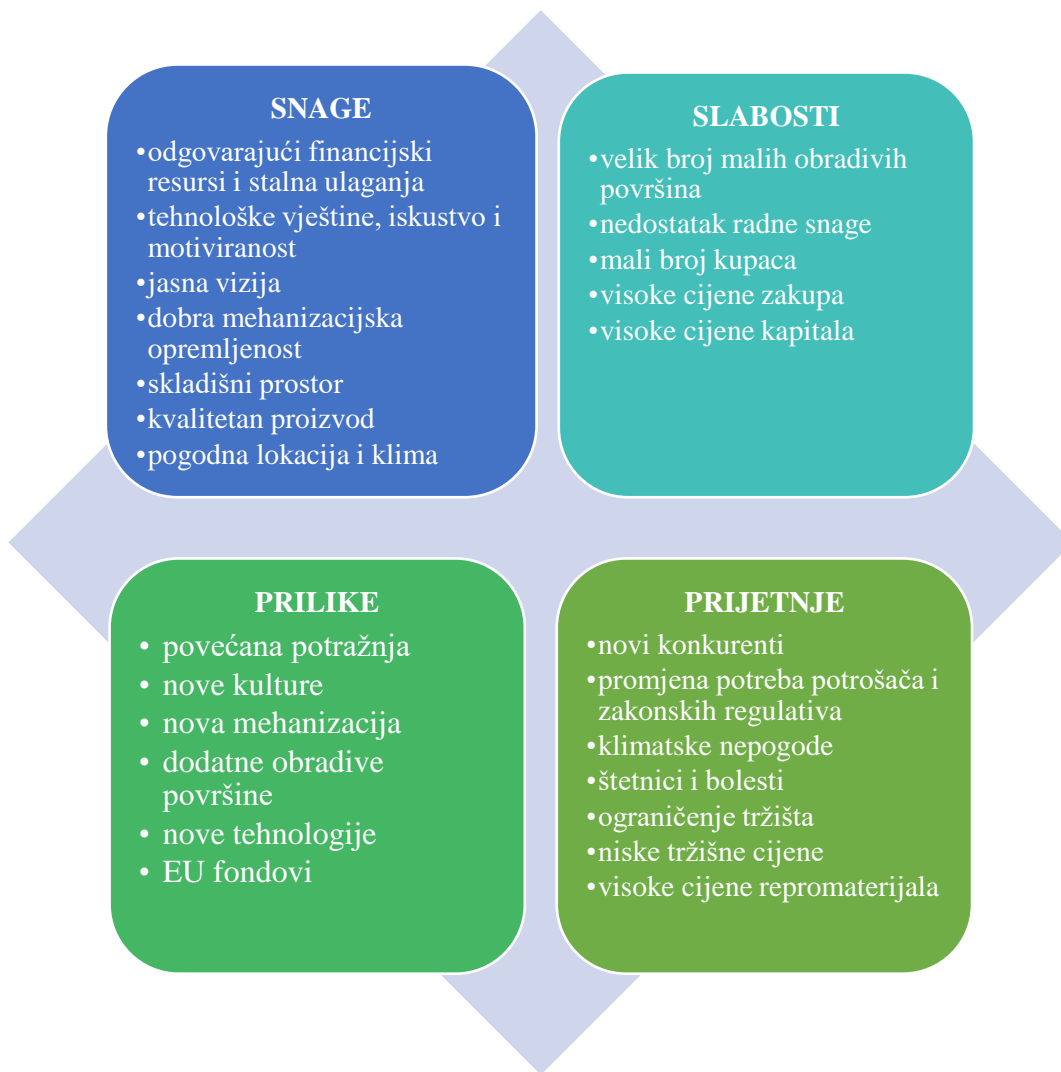 SNAGE
•odgovarajući financijski
resursi i stalna ulaganja
•tehnološke vještine, iskustvo i
motiviranost
•jasna vizija
•dobra mehanizacijska
opremljenost
•skladišni prostor
•kvalitetan proizvod
•pogodna lokacija i klima
SLABOSTI
•velik broj malih obradivih
površina
•nedostatak radne snage
•mali broj kupaca
•visoke cijene zakupa
•visoke cijene kapitala
PRILIKE
• povećana potražnja
• nove kulture
• nova mehanizacija
• dodatne obradive
površine
• nove tehnologije
• EU fondovi
PRIJETNJE
•novi konkurenti
•promjena potreba potrošača i
zakonskih regulativa
•klimatske nepogode
•štetnici i bolesti
•ograničenje tržišta
•niske tržišne cijene
•visoke cijene repromaterijala